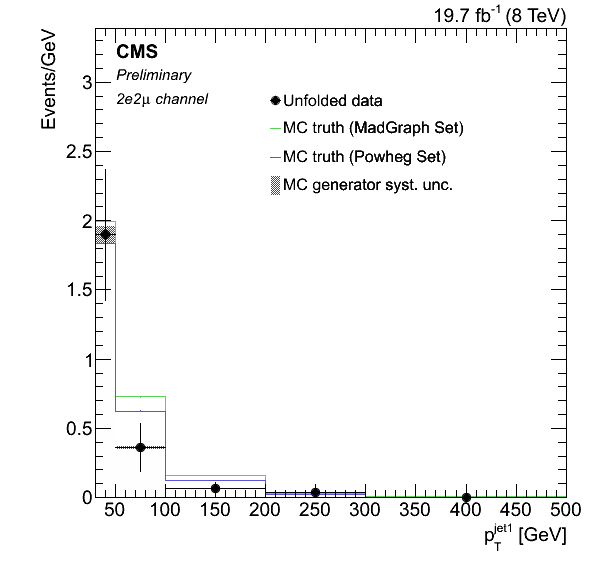 19.7 fb⁻¹ (8 TeV)
Events/GeV
CMS
Preliminary
2e2μ channel
Unfolded data
MC truth (MadGraph Set)
MC truth (Powheg Set)
MC generator syst. unc.
3
2.5
2
1.5
1
0.5
0
50 100 150 200 250 300 350 400 450 500
p_T^jet1 [GeV]